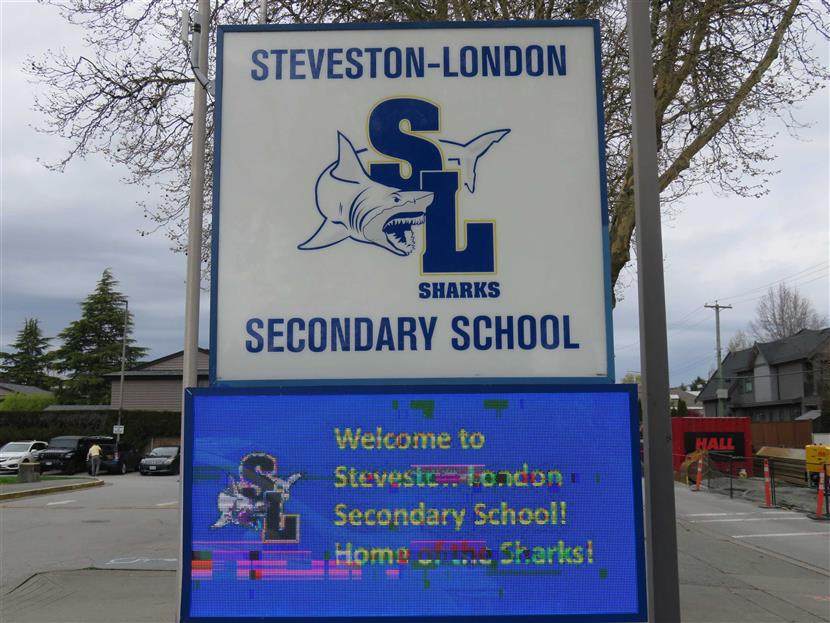 STEVESTON-LONDON
SL
SHARKS
SECONDARY SCHOOL
Welcome to
Steveston-London
Secondary School!
Home of the Sharks!
SL
HALL